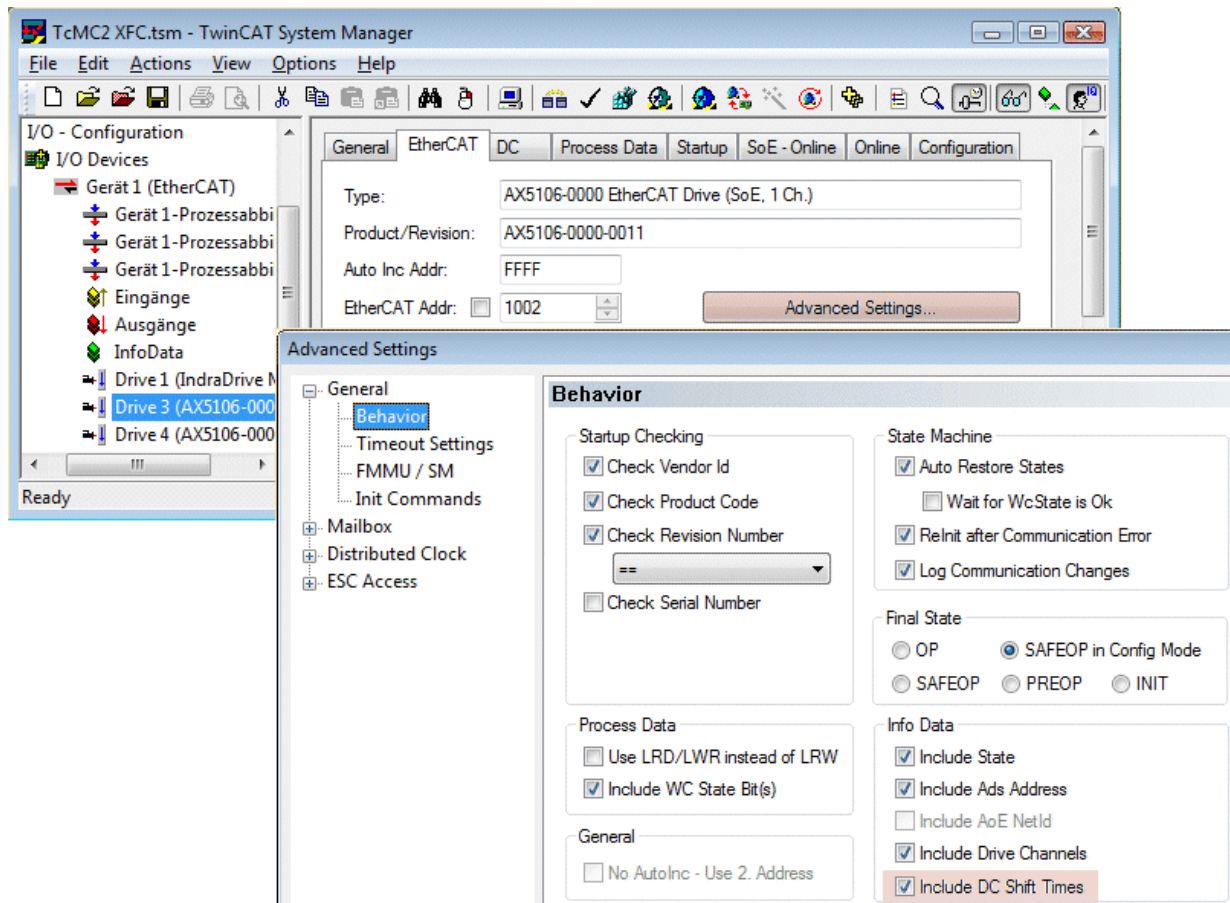 TcMC2 XFC.tsm - TwinCAT System Manager
File Edit Actions View Options Help
I/O - Configuration
I/O Devices
Gerät 1 (EtherCAT)
Gerät 1-Prozessabbi
Gerät 1-Prozessabbi
Gerät 1-Prozessabbi
Eingänge
Ausgänge
InfoData
Drive 1 (IndraDrive M
Drive 3 (AX5106-000
Drive 4 (AX5106-000
Ready
General EtherCAT DC Process Data Startup SoE - Online Online Configuration
Type: AX5106-0000 EtherCAT Drive (SoE, 1 Ch.)
Product/Revision: AX5106-0000-0011
Auto Inc Addr: FFFF
EtherCAT Addr: 1002 Advanced Settings...
Advanced Settings
General
Behavior
Timeout Settings
FMMU / SM
Init Commands
Mailbox
Distributed Clock
ESC Access
Behavior
Startup Checking
Check Vendor Id
Check Product Code
Check Revision Number
==
Check Serial Number
State Machine
Auto Restore States
Wait for WcState is Ok
ReInit after Communication Error
Log Communication Changes
Final State
OP SAFEOP in Config Mode
SAFEOP PREOP INIT
Process Data
Use LRD/LWR instead of LRW
Include WC State Bit(s)
General
No AutoInc - Use 2. Address
Info Data
Include State
Include Ads Address
Include AoE NetId
Include Drive Channels
Include DC Shift Times